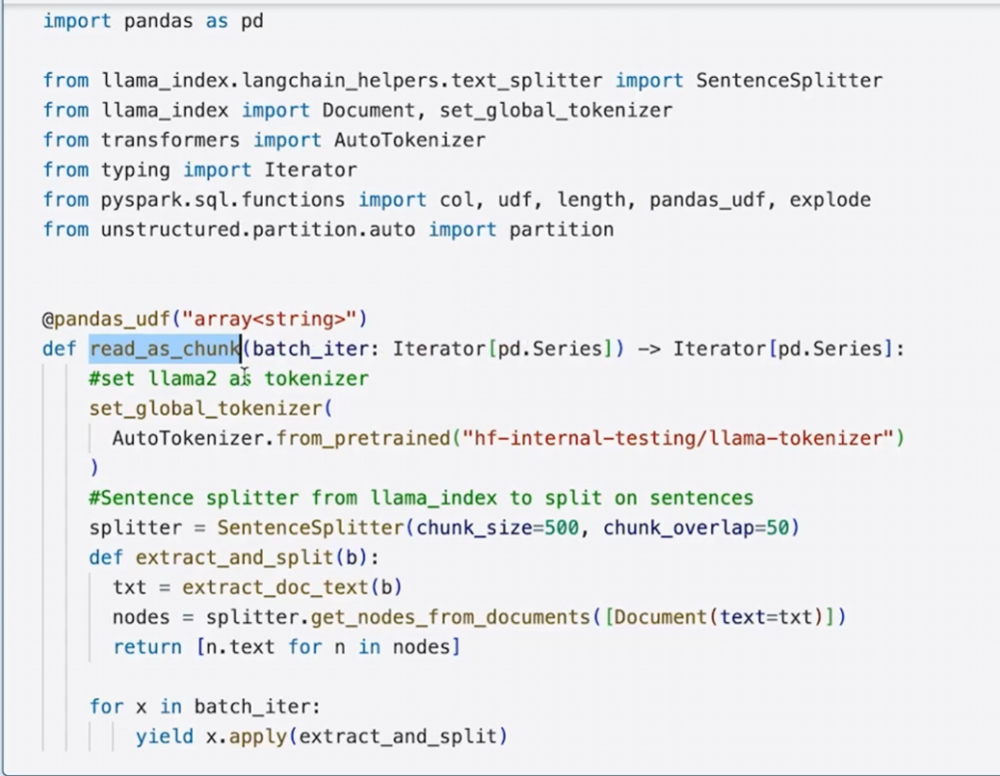 import pandas as pd
from llama_index.langchain_helpers.text_splitter import SentenceSplitter
from llama_index import Document, set_global_tokenizer
from transformers import AutoTokenizer
from typing import Iterator
from pyspark.sql.functions import col, udf, length, pandas_udf, explode
from unstructured.partition.auto import partition
@pandas_udf("array<string>")
def read_as_chunk(batch_iter: Iterator[pd.Series]) -> Iterator[pd.Series]:
    #set llama2 as tokenizer
    set_global_tokenizer(
      AutoTokenizer.from_pretrained("hf-internal-testing/llama-tokenizer")
    )
    #Sentence splitter from llama_index to split on sentences
    splitter = SentenceSplitter(chunk_size=500, chunk_overlap=50)
    def extract_and_split(b):
      txt = extract_doc_text(b)
      nodes = splitter.get_nodes_from_documents([Document(text=txt)])
      return [n.text for n in nodes]
    for x in batch_iter:
        yield x.apply(extract_and_split)